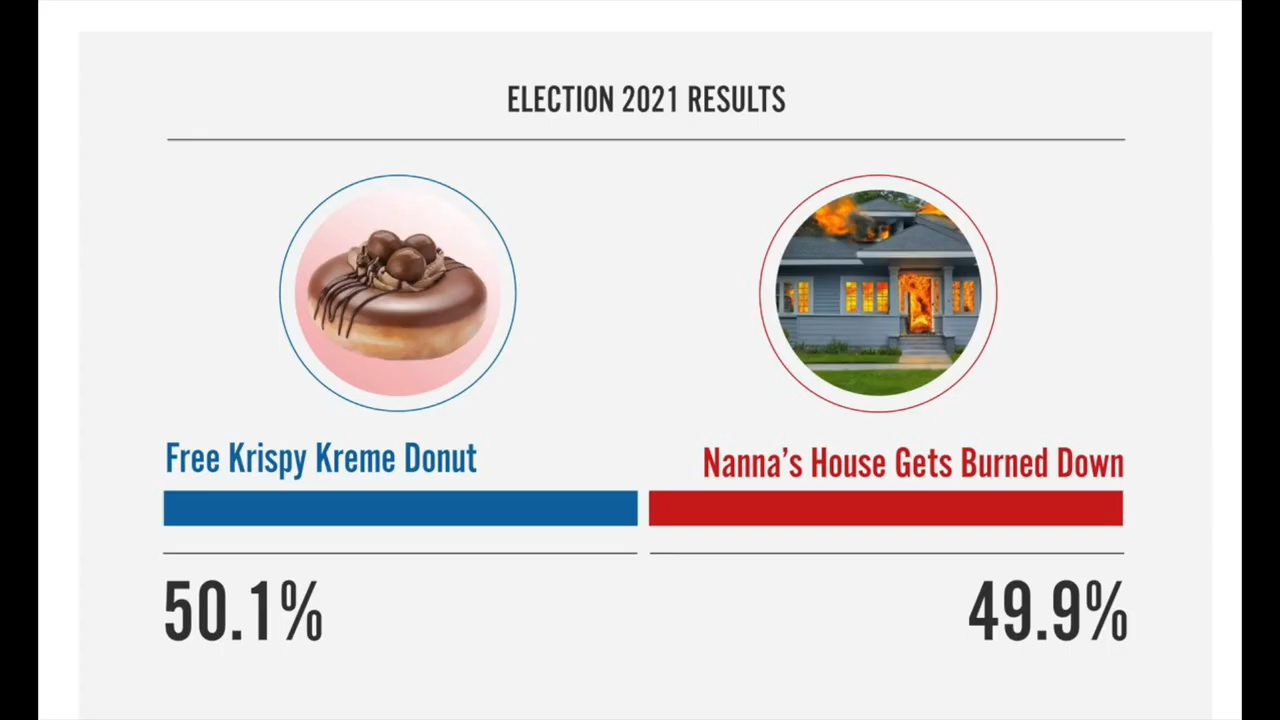 ELECTION 2021 RESULTS
Free Krispy Kreme Donut
Nanna's House Gets Burned Down
50.1%
49.9%